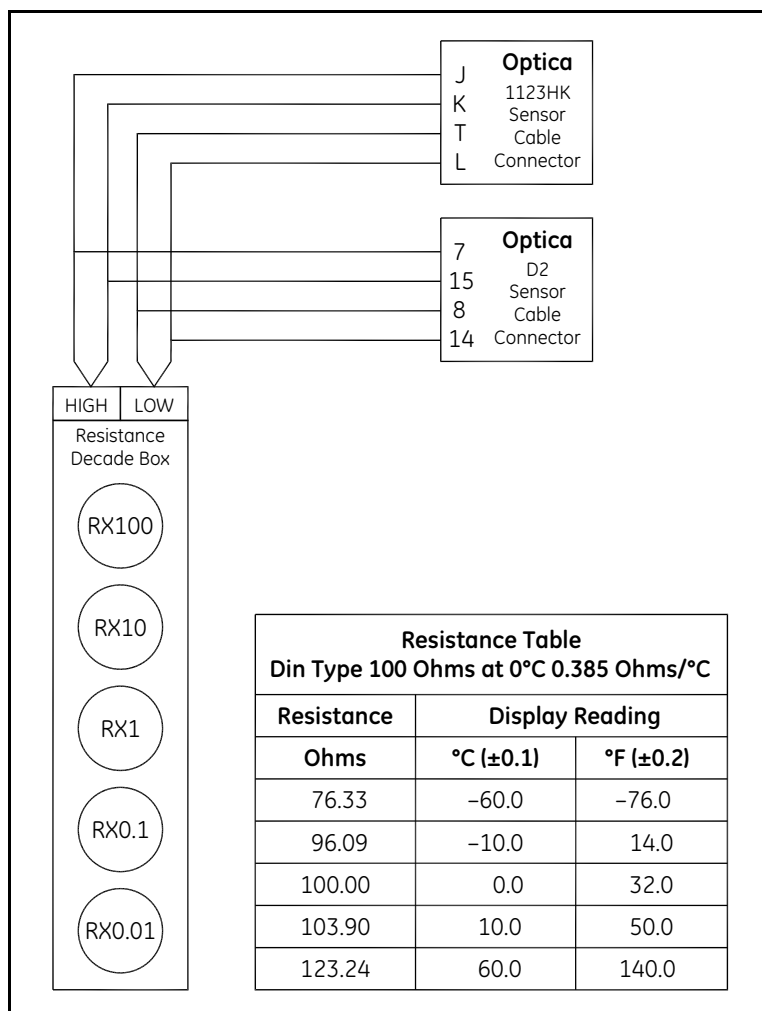 J
K
T
L
Optica
1123HK
Sensor
Cable
Connector
7
15
8
14
Optica
D2
Sensor
Cable
Connector
HIGH LOW
Resistance
Decade Box
RX100
RX10
RX1
RX0.1
RX0.01
Resistance Table
Din Type 100 Ohms at 0°C 0.385 Ohms/°C
Resistance Display Reading
Ohms °C (±0.1) °F (±0.2)
76.33 –60.0 –76.0
96.09 –10.0 14.0
100.00 0.0 32.0
103.90 10.0 50.0
123.24 60.0 140.0